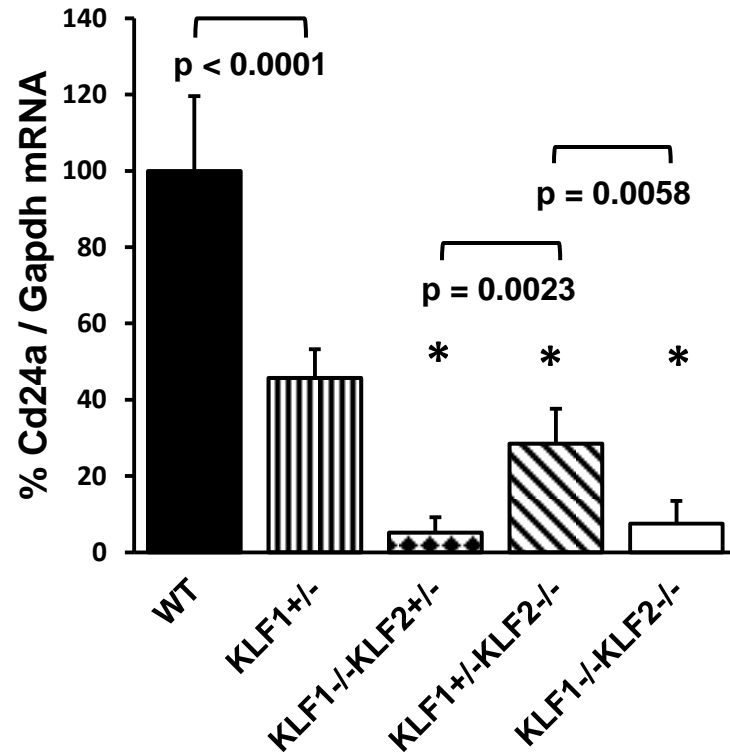 % Cd24a / Gapdh mRNA
140
120
100
80
60
40
20
0
p < 0.0001
p = 0.0058
p = 0.0023
* * *
WT
KLF1+/-
KLF1-/-KLF2+/-
KLF1+/-KLF2-/-
KLF1-/-KLF2-/-